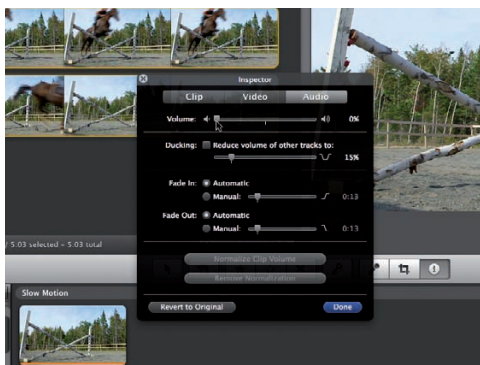 Inspector
Clip Video Audio
Volume: 0%
Ducking: Reduce volume of other tracks to:
15%
Fade In: Automatic
Manual: 0:13
Fade Out: Automatic
Manual: 0:13
/ 5:03 selected - 5:03 total
Normalize Clip Volume
Remove Normalization
Slow Motion
Revert to Original Done